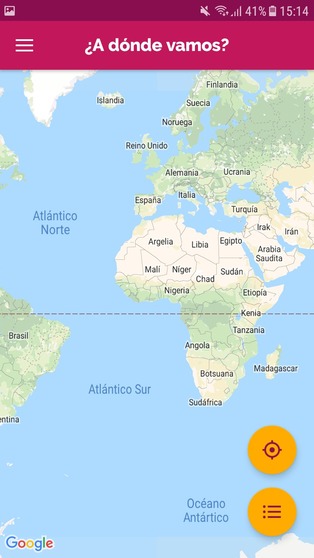 41% 15:14
¿A dónde vamos?
Finlandia
Islandia
Suecia
Noruega
Reino Unido
Alemania
Ucrania
España
Italia
Turquía
Atlántico
Norte
Irak
Irán
Argelia
Libia
Egipto
Arabia
Saudita
Malí
Níger
Chad
Sudán
Nigeria
Etiopía
Kenia
Brasil
Tanzania
Angola
Botsuana
Madagascar
Atlántico Sur
Sudáfrica
entina
Océano
Antártico
Google